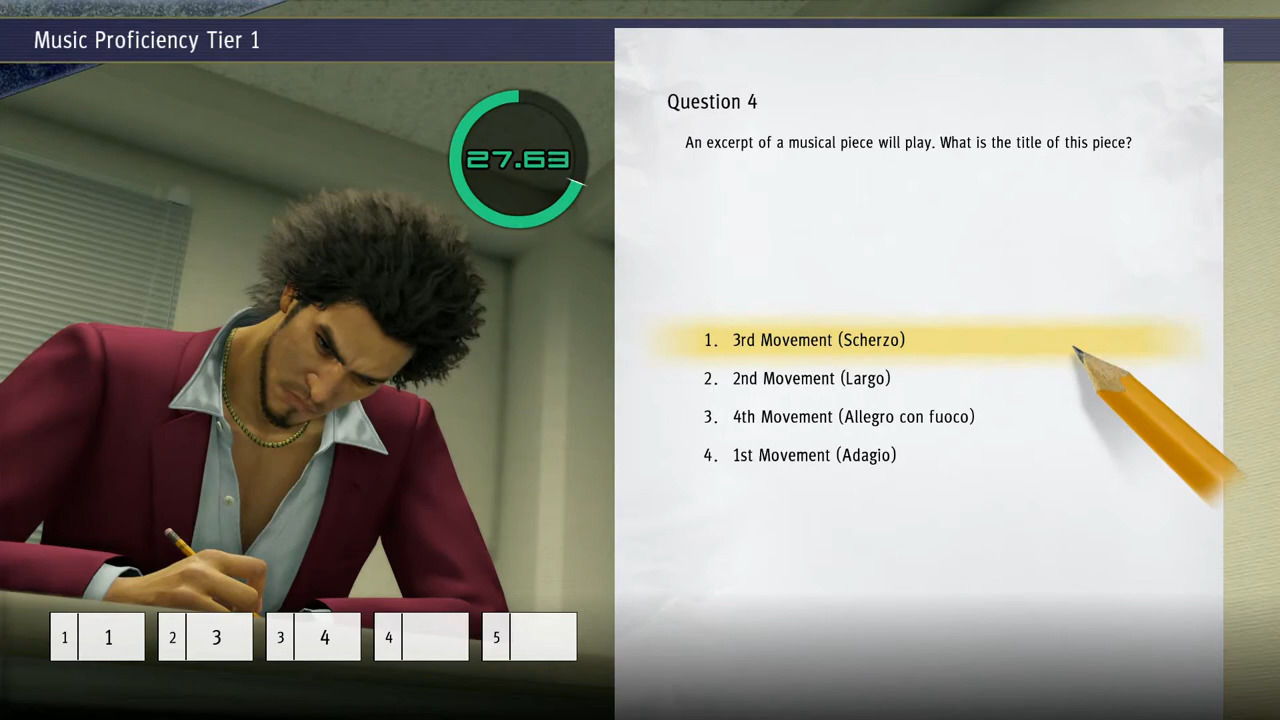 Music Proficiency Tier 1
27.63
Question 4
An excerpt of a musical piece will play. What is the title of this piece?
1. 3rd Movement (Scherzo)
2. 2nd Movement (Largo)
3. 4th Movement (Allegro con fuoco)
4. 1st Movement (Adagio)
1 1 2 3 3 4 4 5